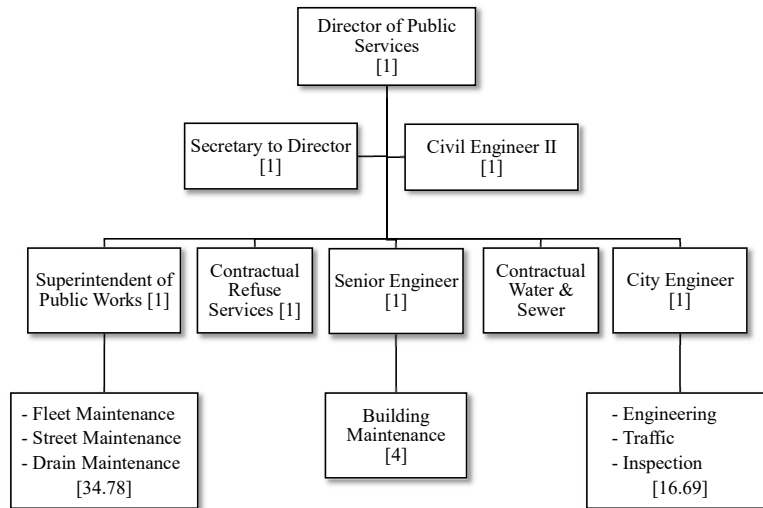 Director of Public
Services
[1]
Secretary to Director
[1]
Civil Engineer II
[1]
Superintendent of
Public Works [1]
Contractual
Refuse
Services [1]
Senior Engineer
[1]
Contractual
Water &
Sewer
City Engineer
[1]
- Fleet Maintenance
- Street Maintenance
- Drain Maintenance
[34.78]
Building
Maintenance
[4]
- Engineering
- Traffic
- Inspection
[16.69]